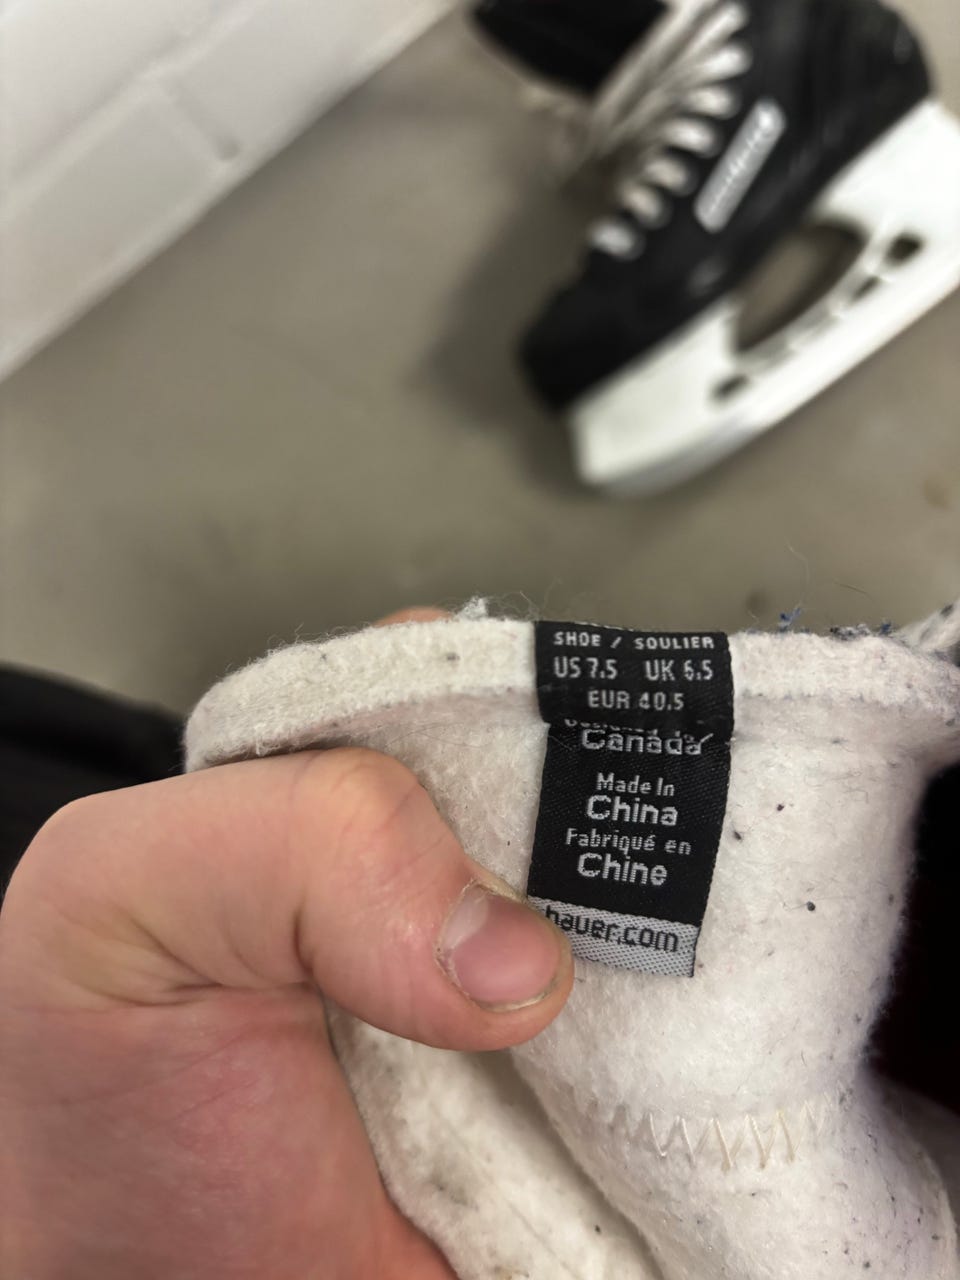 SHOE / SOULIER
US 7.5 UK 6.5
EUR 40.5
Canada
Made In
China
Fabriqué en
Chine
bauer.com